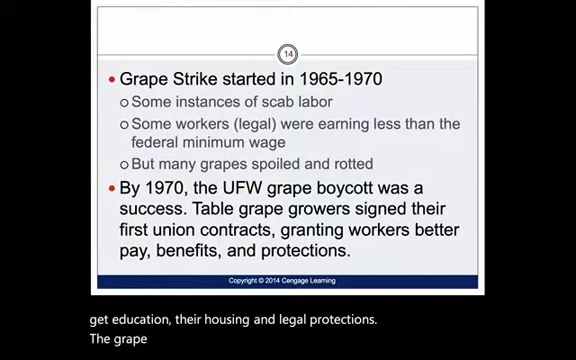 14
Grape Strike started in 1965-1970
Some instances of scab labor
Some workers (legal) were earning less than the
federal minimum wage
But many grapes spoiled and rotted
By 1970, the UFW grape boycott was a
success. Table grape growers signed their
first union contracts, granting workers better
pay, benefits, and protections.
Copyright © 2014 Cengage Learning
get education, their housing and legal protections.
The grape